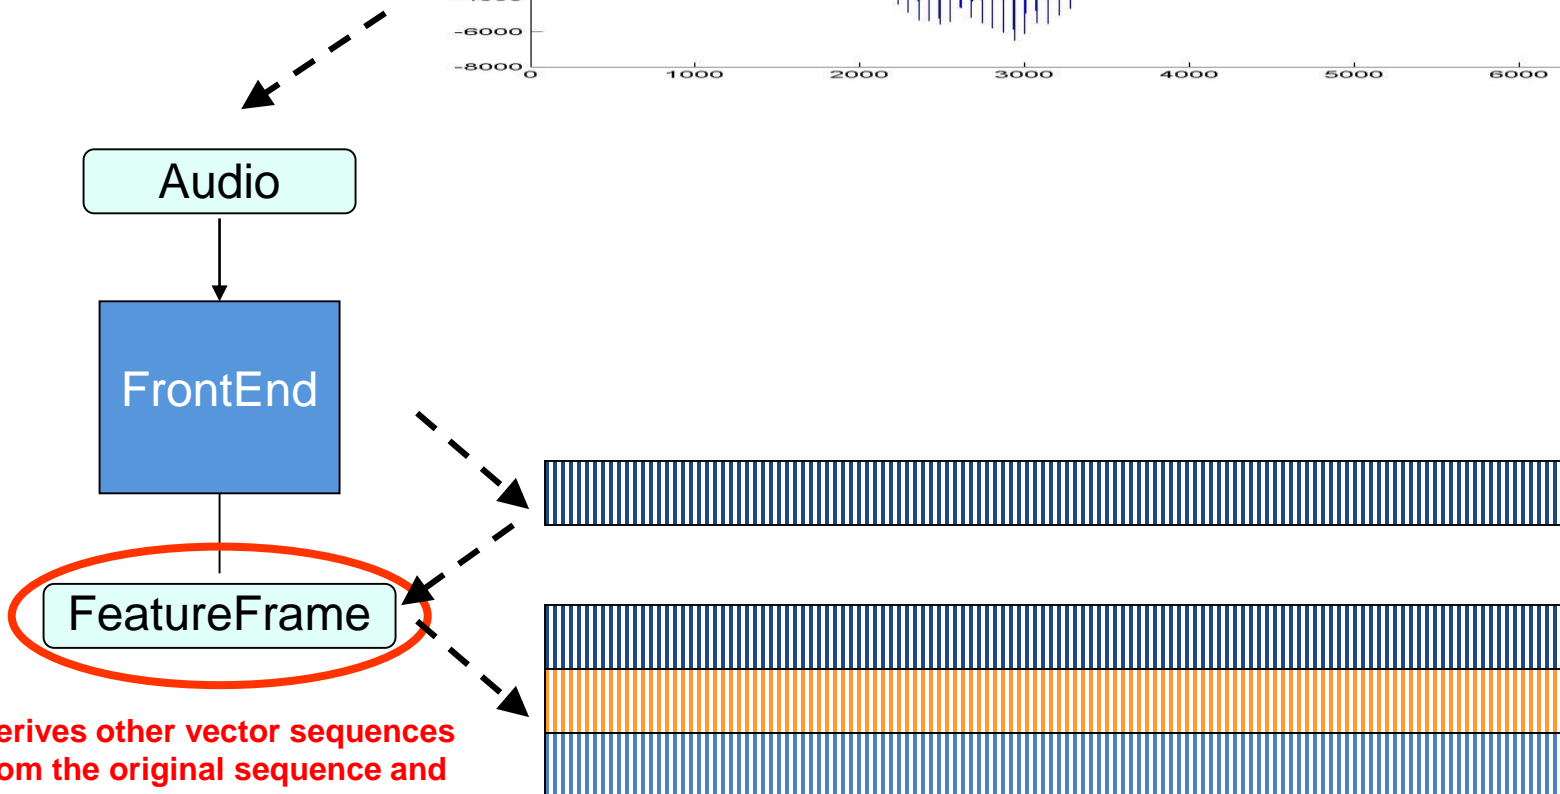 -6000
-8000
0 1000 2000 3000 4000 5000 6000
Audio
FrontEnd
FeatureFrame
erives other vector sequences
om the original sequence and